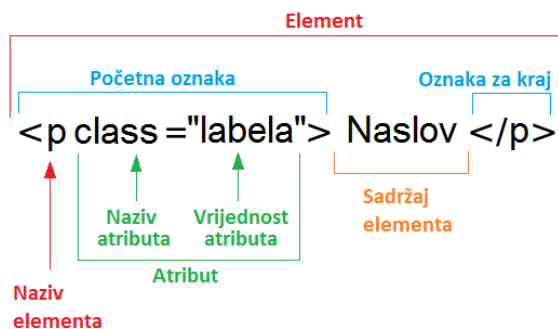 Element
Početna oznaka
Oznaka za kraj
<p class="labela"> Naslov </p>
Naziv
atributa
Vrijednost
atributa
Sadržaj
elementa
Atribut
Naziv
elementa